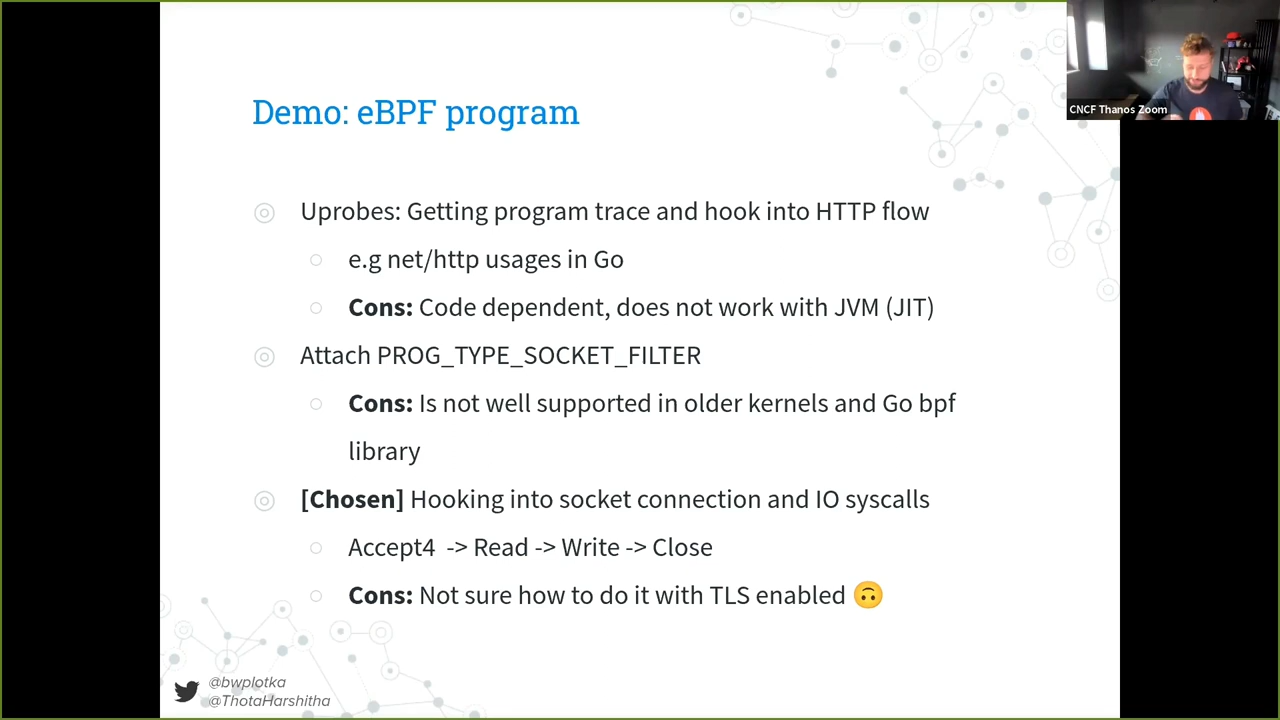 CNCF Thanos Zoom
Demo: eBPF program
Uprobes: Getting program trace and hook into HTTP flow
e.g net/http usages in Go
Cons: Code dependent, does not work with JVM (JIT)
Attach PROG_TYPE_SOCKET_FILTER
Cons: Is not well supported in older kernels and Go bpf
library
[Chosen] Hooking into socket connection and IO syscalls
Accept4 -> Read -> Write -> Close
Cons: Not sure how to do it with TLS enabled 🙃
@bwplotka
@ThotaHarshitha